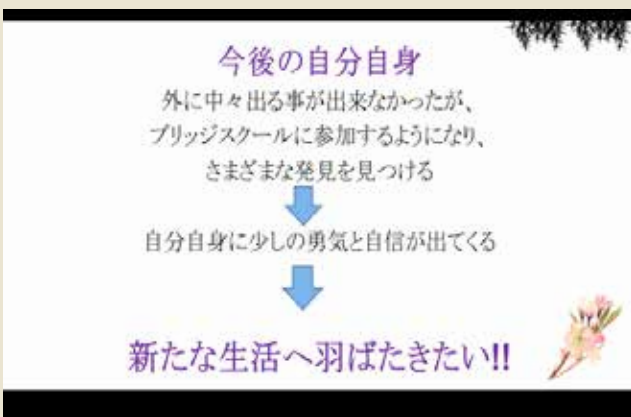 今後の自分自身
外に中々出る事が出来なかったが、
ブリッジスクールに参加するようになり、
さまざまな発見を見つける
自分自身に少しの勇気と自信が出てくる
新たな生活へ羽ばたきたい!!